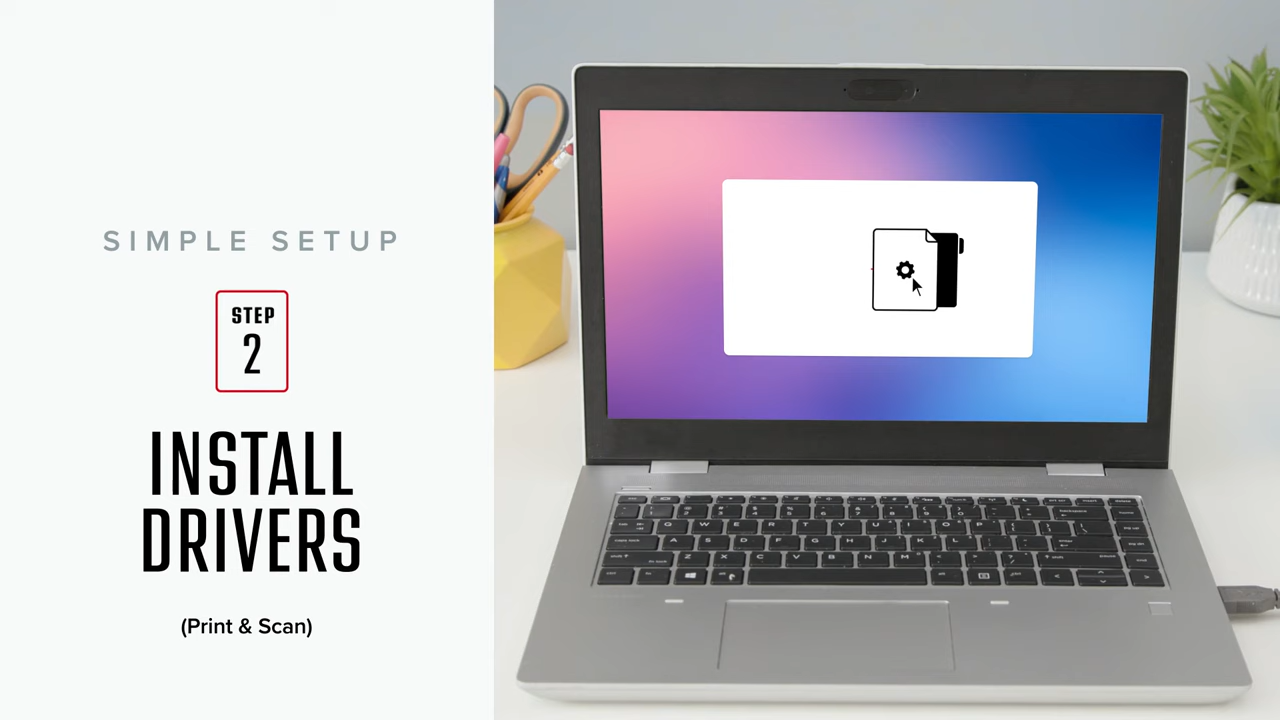 SIMPLE SETUP
STEP
2
INSTALL
DRIVERS
(Print & Scan)
Q W E R T Y U I O P
A S D F G H J K L
Z X C V B N M